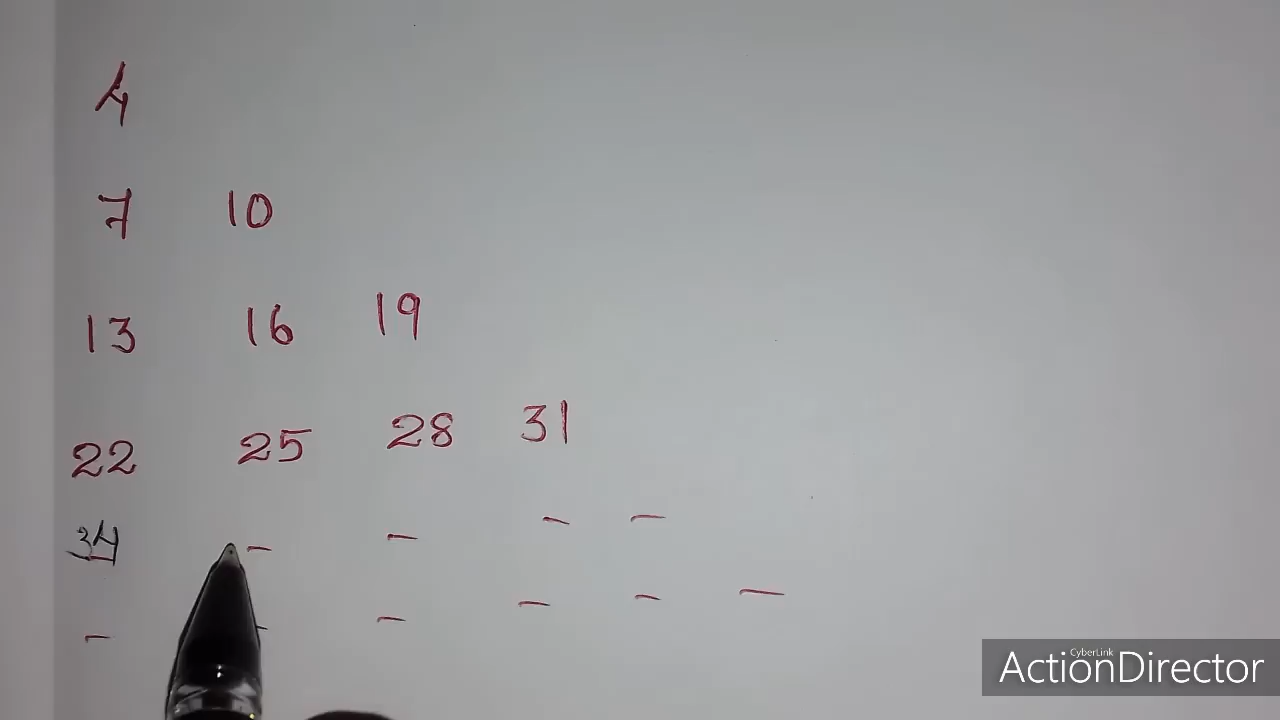 4
7 10
13 16 19
22 25 28 31
34 - - - -
- - - - - -
CyberLink
ActionDirector